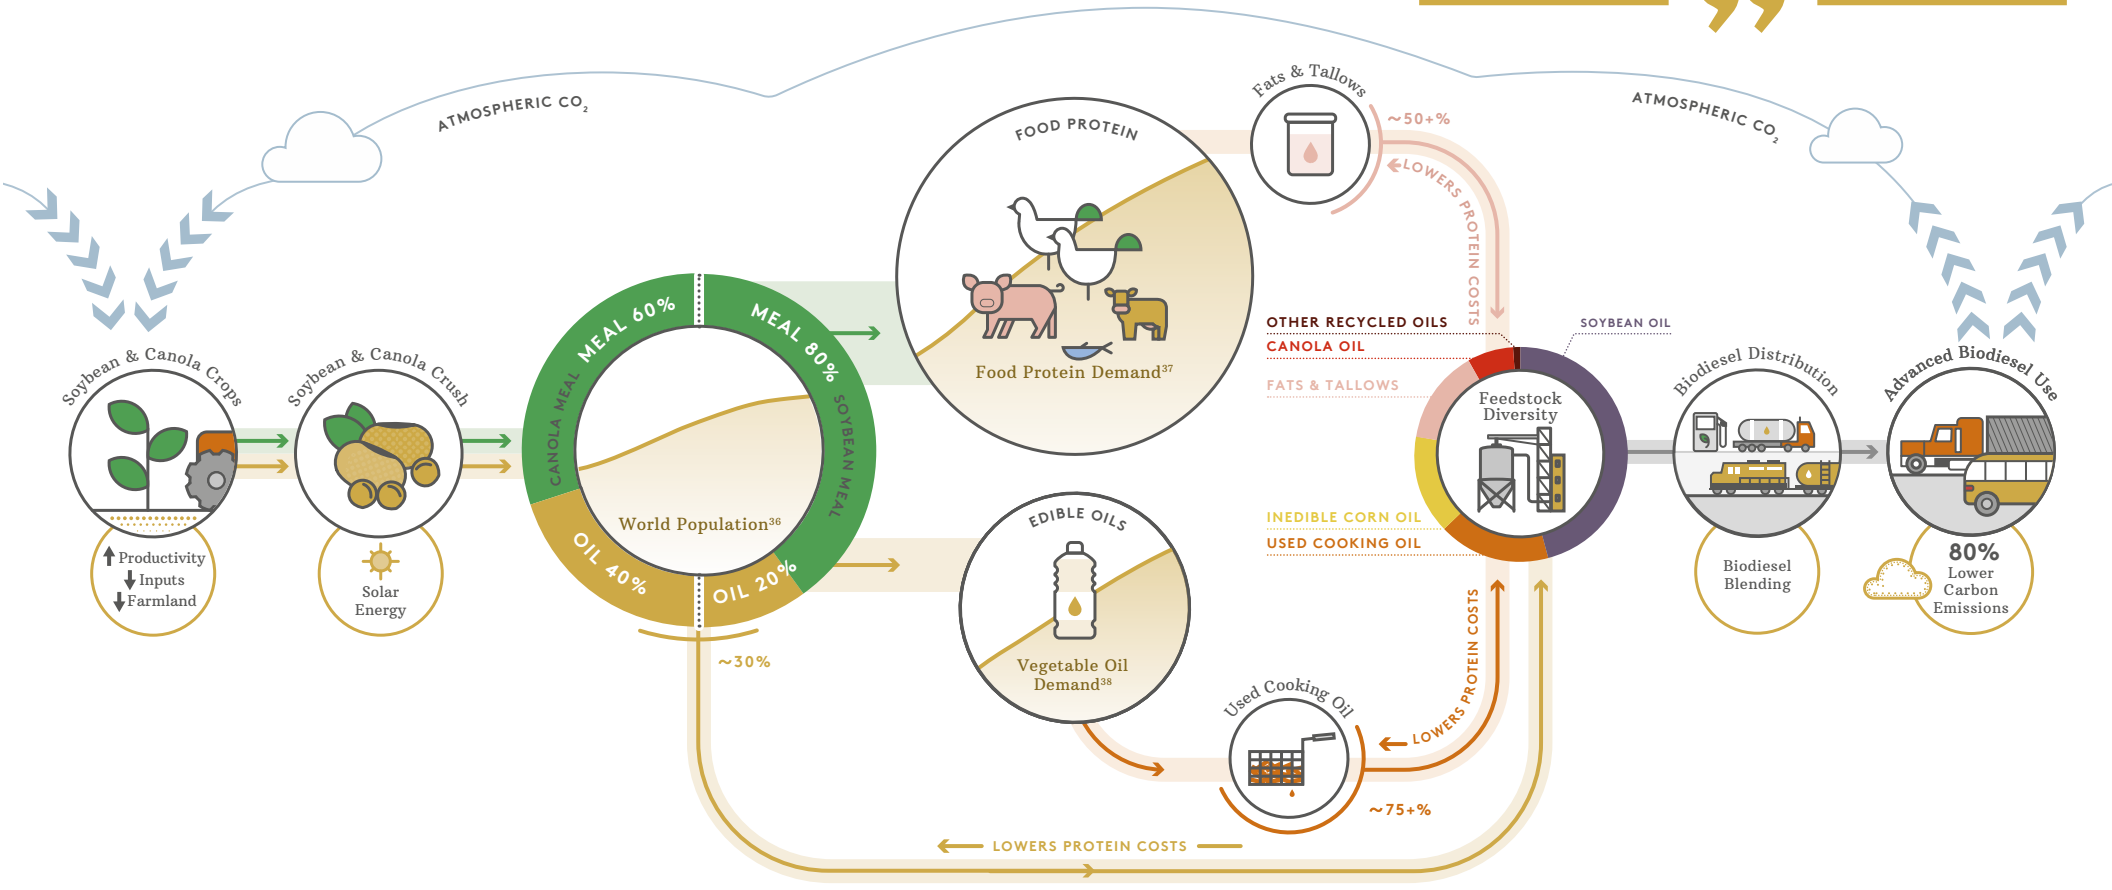 ”
ATMOSPHERIC CO₂
ATMOSPHERIC CO₂
Soybean & Canola Crops
↑ Productivity
↓ Inputs
↓ Farmland
Soybean & Canola Crush
Solar
Energy
CANOLA MEAL
MEAL 60%
MEAL 80%
SOYBEAN MEAL
World Population³⁶
OIL 40%
OIL 20%
~30%
FOOD PROTEIN
Food Protein Demand³⁷
EDIBLE OILS
Vegetable Oil
Demand³⁸
Fats & Tallows
~50+%
LOWERS PROTEIN COSTS
OTHER RECYCLED OILS
CANOLA OIL
FATS & TALLOWS
INEDIBLE CORN OIL
USED COOKING OIL
SOYBEAN OIL
Feedstock
Diversity
Used Cooking Oil
~75+%
LOWERS PROTEIN COSTS
LOWERS PROTEIN COSTS
Biodiesel Distribution
Biodiesel
Blending
Advanced Biodiesel Use
80%
Lower
Carbon
Emissions